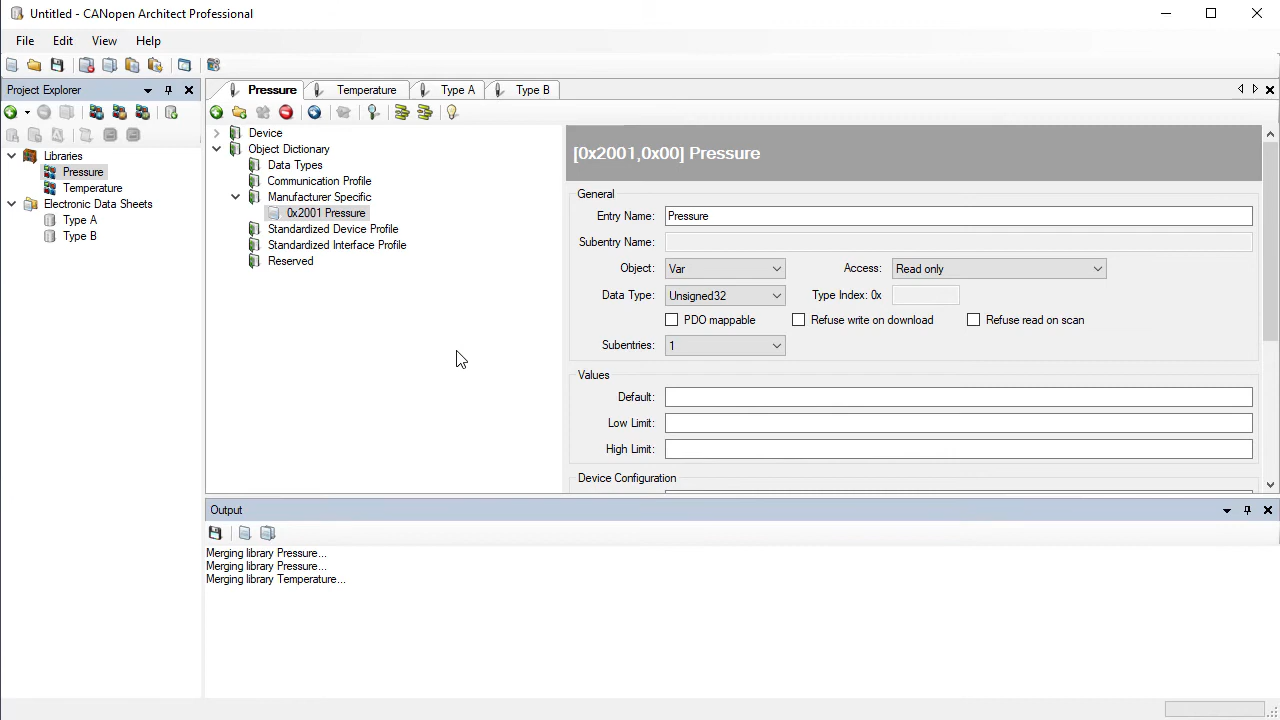 Untitled - CANopen Architect Professional
File Edit View Help
Project Explorer
Libraries
Pressure
Temperature
Electronic Data Sheets
Type A
Type B
Pressure Temperature Type A Type B
Device
Object Dictionary
Data Types
Communication Profile
Manufacturer Specific
0x2001 Pressure
Standardized Device Profile
Standardized Interface Profile
Reserved
[0x2001,0x00] Pressure
General
Entry Name: Pressure
Subentry Name:
Object: Var Access: Read only
Data Type: Unsigned32 Type Index: 0x
PDO mappable Refuse write on download Refuse read on scan
Subentries: 1
Values
Default:
Low Limit:
High Limit:
Device Configuration
Output
Merging library Pressure...
Merging library Pressure...
Merging library Temperature...